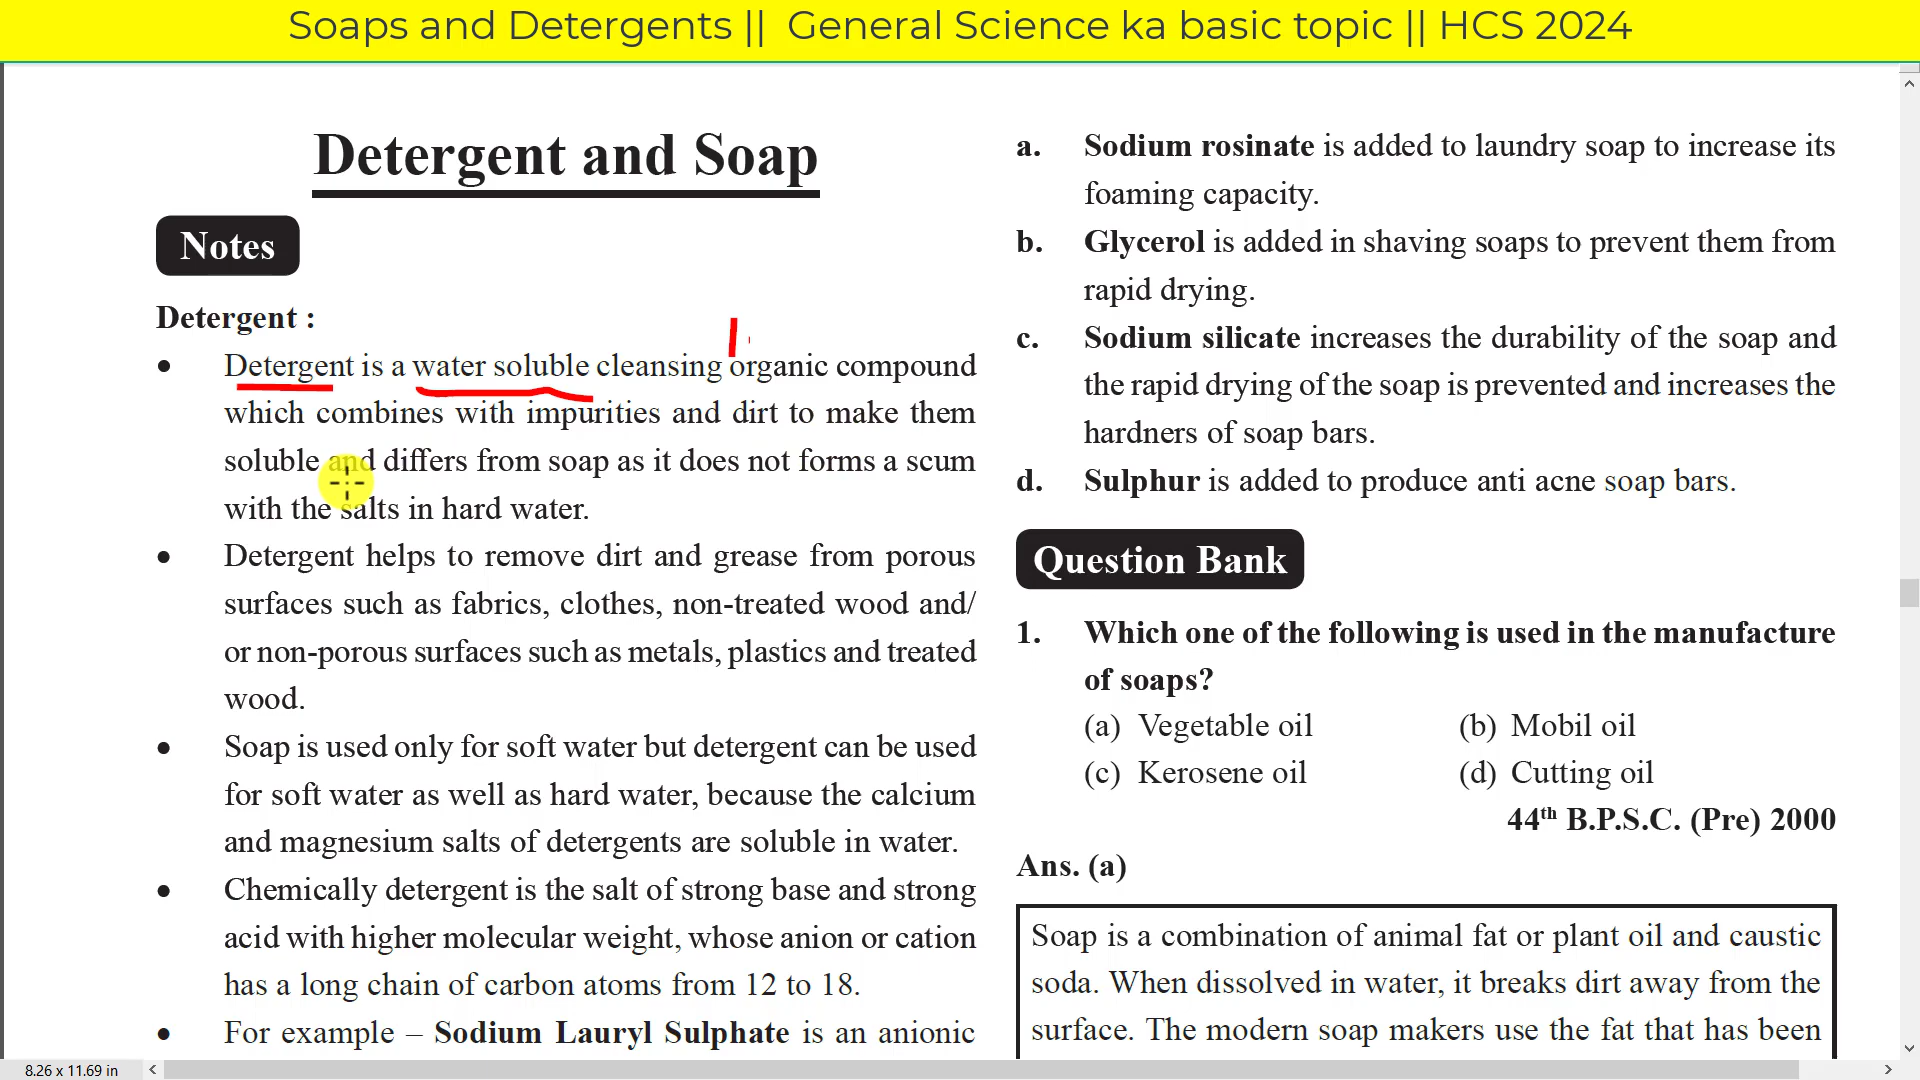 Soaps and Detergents || General Science ka basic topic || HCS 2024
Detergent and Soap
Notes
Detergent :
• Detergent is a water soluble cleansing organic compound
which combines with impurities and dirt to make them
soluble and differs from soap as it does not forms a scum
with the salts in hard water.
• Detergent helps to remove dirt and grease from porous
surfaces such as fabrics, clothes, non-treated wood and/
or non-porous surfaces such as metals, plastics and treated
wood.
• Soap is used only for soft water but detergent can be used
for soft water as well as hard water, because the calcium
and magnesium salts of detergents are soluble in water.
• Chemically detergent is the salt of strong base and strong
acid with higher molecular weight, whose anion or cation
has a long chain of carbon atoms from 12 to 18.
• For example – Sodium Lauryl Sulphate is an anionic
a. Sodium rosinate is added to laundry soap to increase its
foaming capacity.
b. Glycerol is added in shaving soaps to prevent them from
rapid drying.
c. Sodium silicate increases the durability of the soap and
the rapid drying of the soap is prevented and increases the
hardners of soap bars.
d. Sulphur is added to produce anti acne soap bars.
Question Bank
1. Which one of the following is used in the manufacture
of soaps?
(a) Vegetable oil (b) Mobil oil
(c) Kerosene oil (d) Cutting oil
44th B.P.S.C. (Pre) 2000
Ans. (a)
Soap is a combination of animal fat or plant oil and caustic
soda. When dissolved in water, it breaks dirt away from the
surface. The modern soap makers use the fat that has been
8.26 x 11.69 in